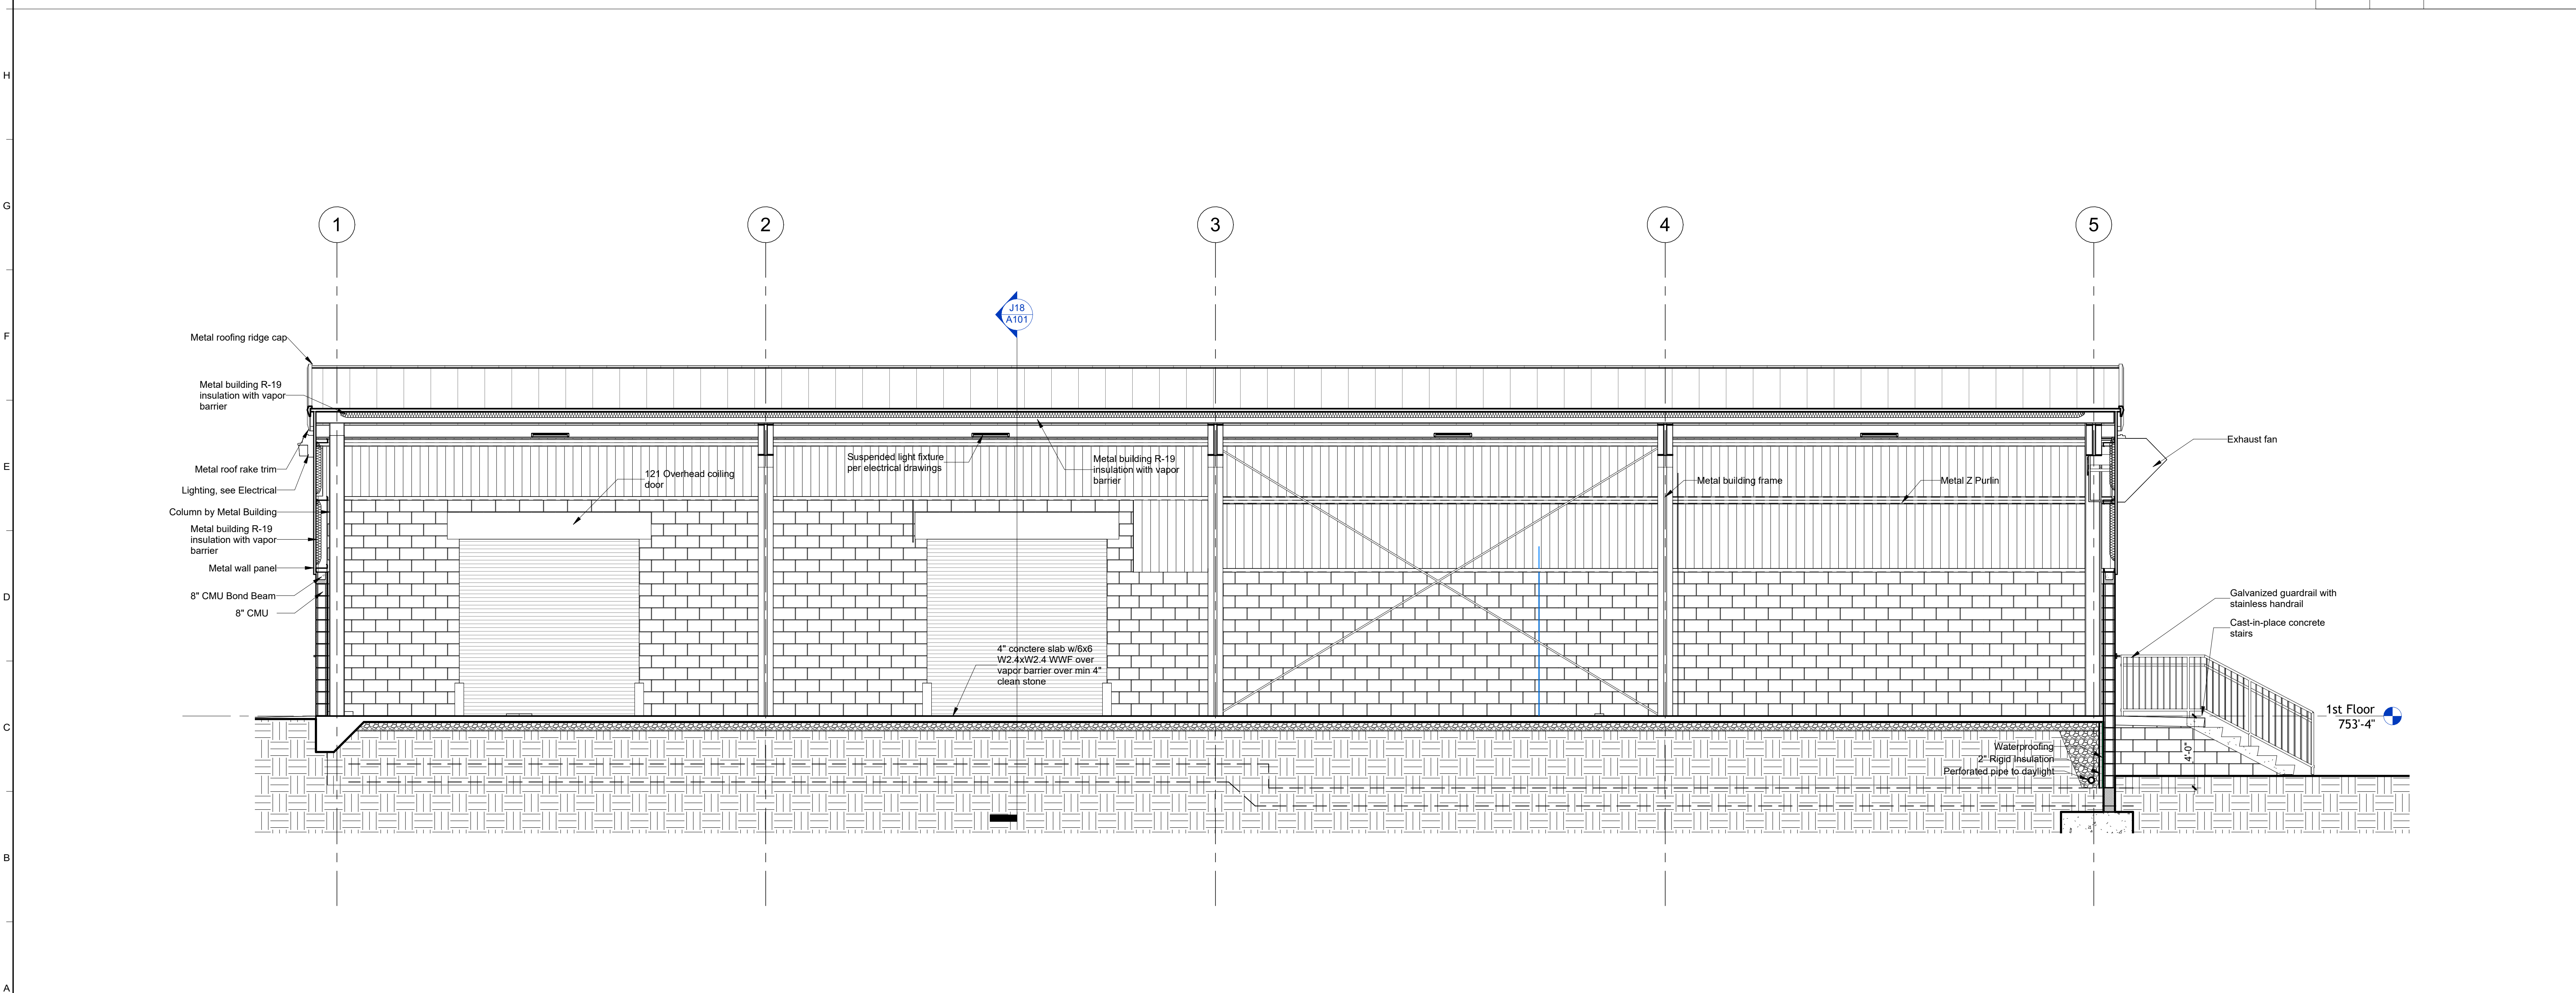 H
G
F
E
D
C
B
A
1
2
3
4
5
J18
A101
Metal roofing ridge cap
Metal building R-19
insulation with vapor
barrier
Metal roof rake trim
Lighting, see Electrical
Column by Metal Building
Metal building R-19
insulation with vapor
barrier
Metal wall panel
8" CMU Bond Beam
8" CMU
121 Overhead coiling
door
Suspended light fixture
per electrical drawings
Metal building R-19
insulation with vapor
barrier
4" conctere slab w/6x6
W2.4xW2.4 WWF over
vapor barrier over min 4"
clean stone
Metal building frame
Metal Z Purlin
Exhaust fan
Galvanized guardrail with
stainless handrail
Cast-in-place concrete
stairs
1st Floor
753'-4"
4'-0"
Waterproofing
2" Rigid Insulation
Perforated pipe to daylight